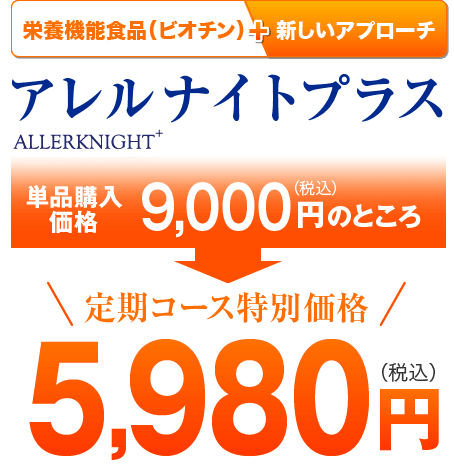 栄養機能食品(ビオチン)+新しいアプローチ
アレルナイトプラス
ALLERKNIGHT+
単品購入価格 9,000円(税込)のところ
定期コース特別価格
5,980円(税込)